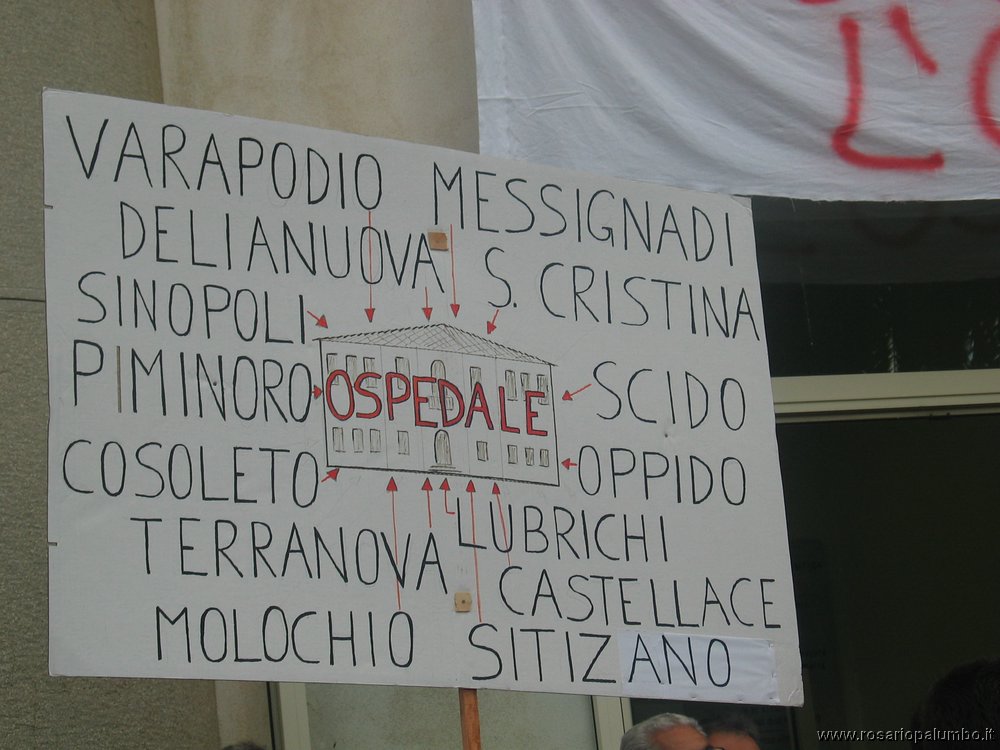 L'
VARAPODIO MESSIGNADI
DELIANUOVA S. CRISTINA
SINOPOLI
PIMINORO OSPEDALE SCIDO
COSOLETO OPPIDO
TERRANOVA LUBRICHI
CASTELLACE
MOLOCHIO SITIZANO
www.rosariopalumbo.it